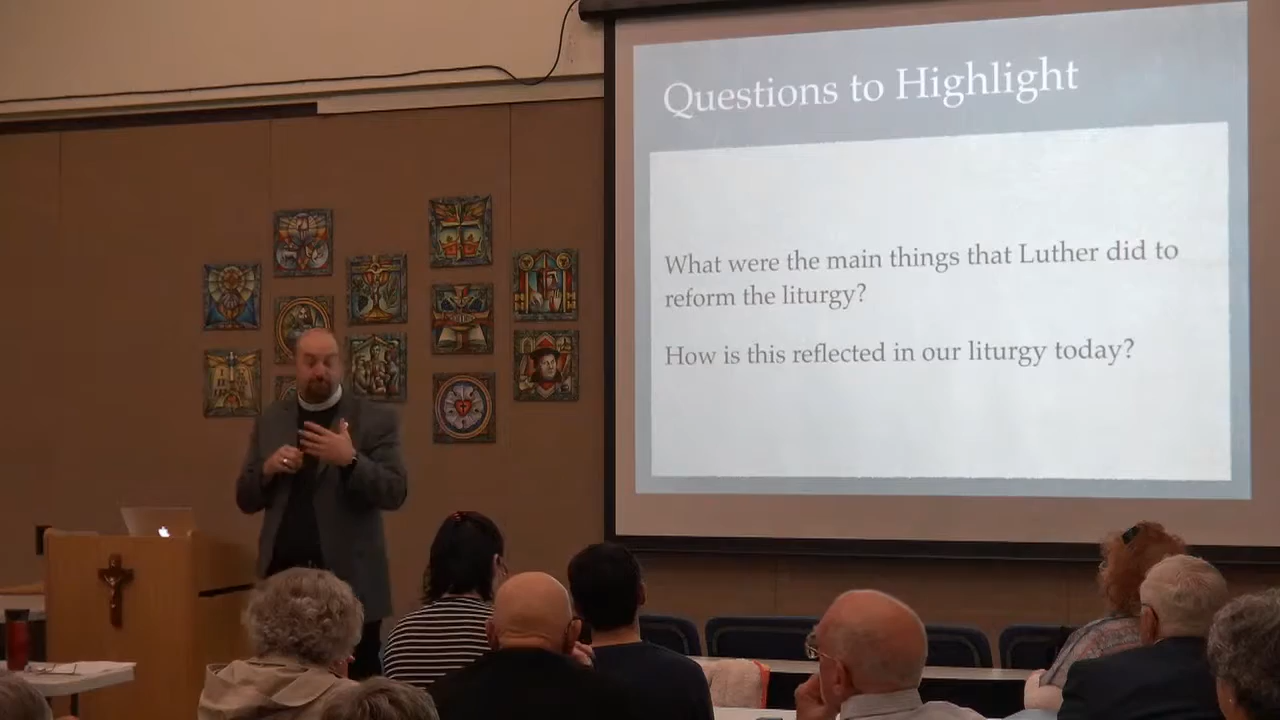 Questions to Highlight
What were the main things that Luther did to
reform the liturgy?
How is this reflected in our liturgy today?